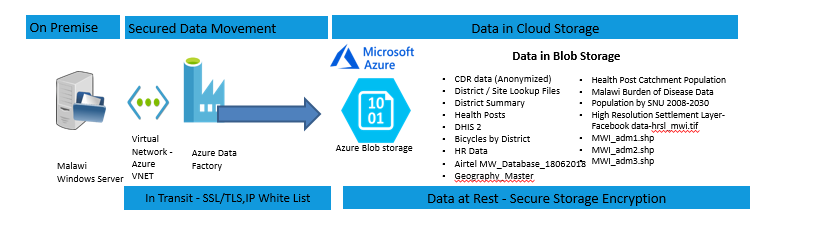 On Premise
Secured Data Movement
Data in Cloud Storage
Microsoft
Azure
Data in Blob Storage
10
01
Azure Blob storage
Malawi
Windows Server
Virtual
Network -
Azure
VNET
Azure Data
Factory
• CDR data (Anonymized)
• District / Site Lookup Files
• District Summary
• Health Posts
• DHIS 2
• Bicycles by District
• HR Data
• Airtel MW_Database_18062018
• Geography_Master
• Health Post Catchment Population
• Malawi Burden of Disease Data
• Population by SNU 2008-2030
• High Resolution Settlement Layer-
Facebook data-hrsl_mwi.tif
• MWI_adm1.shp
• MWI_adm2.shp
• MWI_adm3.shp
In Transit - SSL/TLS,IP White List
Data at Rest - Secure Storage Encryption